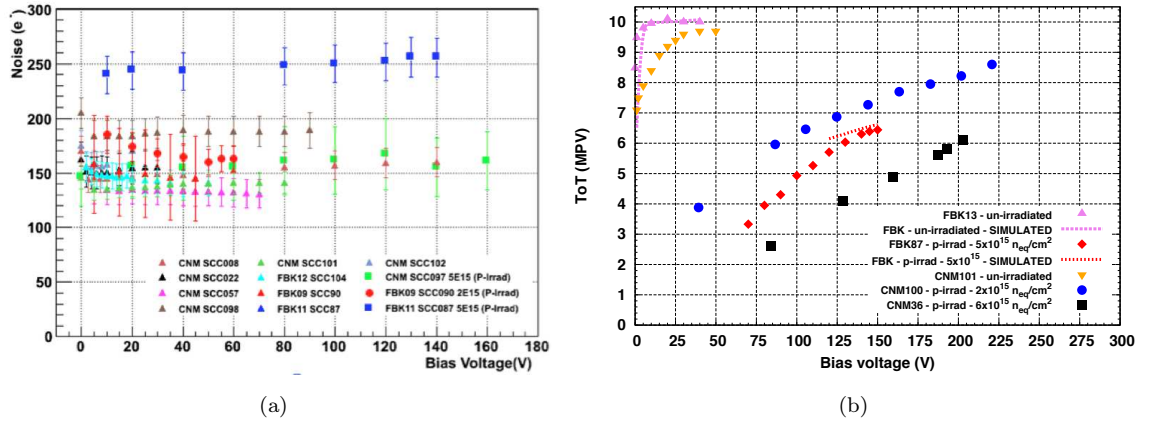 Noise (e⁻)
300
250
200
150
100
50
0
CNM SCC008
CNM SCC022
CNM SCC057
CNM SCC098
CNM SCC101
FBK12 SCC104
FBK09 SCC90
FBK11 SCC87
CNM SCC102
CNM SCC097 5E15 (P-Irrad)
FBK09 SCC090 2E15 (P-Irrad)
FBK11 SCC087 5E15 (P-Irrad)
0 20 40 60 80 100 120 140 160 180
Bias Voltage(V)
(a)
ToT (MPV)
10
9
8
7
6
5
4
3
2
1
0
FBK13 - un-irradiated
FBK - un-irradiated - SIMULATED
FBK87 - p-irrad - 5x10¹⁵ n_eq/cm²
FBK - p-irrad - 5x10¹⁵ - SIMULATED
CNM101 - un-irradiated
CNM100 - p-irrad - 2x10¹⁵ n_eq/cm²
CNM36 - p-irrad - 6x10¹⁵ n_eq/cm²
0 25 50 75 100 125 150 175 200 225 250 275 300
Bias voltage (V)
(b)